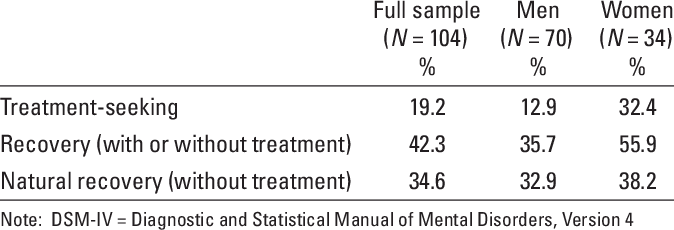 Full sample Men Women
(N = 104) (N = 70) (N = 34)
% % %
Treatment-seeking 19.2 12.9 32.4
Recovery (with or without treatment) 42.3 35.7 55.9
Natural recovery (without treatment) 34.6 32.9 38.2
Note: DSM-IV = Diagnostic and Statistical Manual of Mental Disorders, Version 4